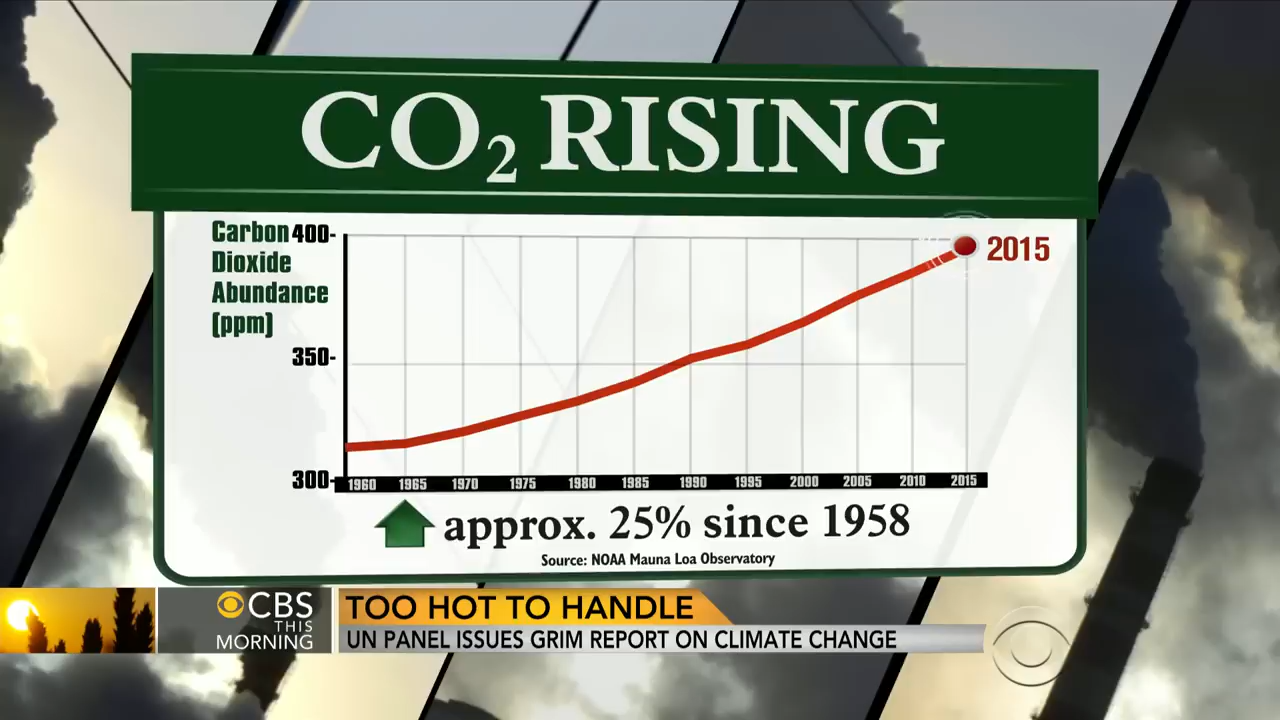 CO₂ RISING
Carbon
Dioxide
Abundance
(ppm)
400-
350-
300-
2015
1960 1965 1970 1975 1980 1985 1990 1995 2000 2005 2010 2015
approx. 25% since 1958
Source: NOAA Mauna Loa Observatory
CBS
THIS
MORNING
TOO HOT TO HANDLE
UN PANEL ISSUES GRIM REPORT ON CLIMATE CHANGE